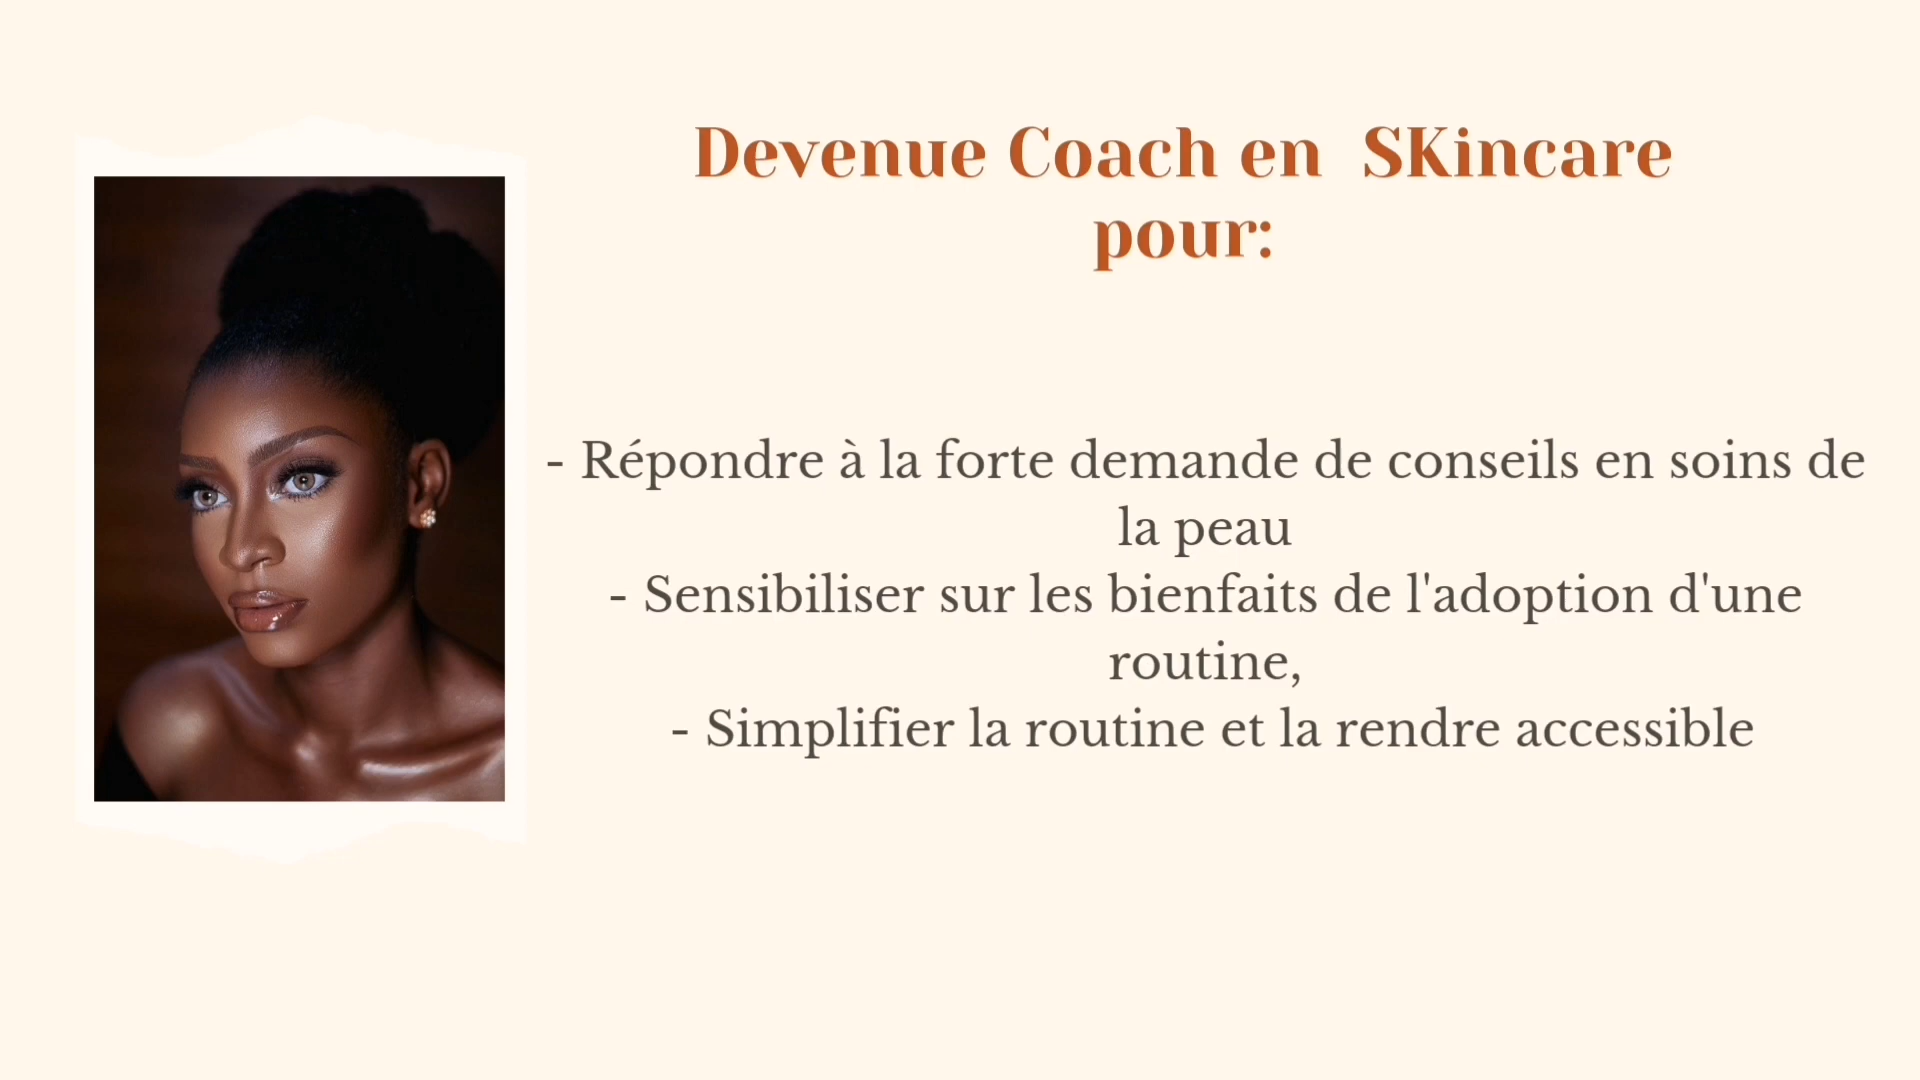 Devenue Coach en  SKincare
pour:
- Répondre à la forte demande de conseils en soins de
la peau
- Sensibiliser sur les bienfaits de l'adoption d'une
routine,
- Simplifier la routine et la rendre accessible